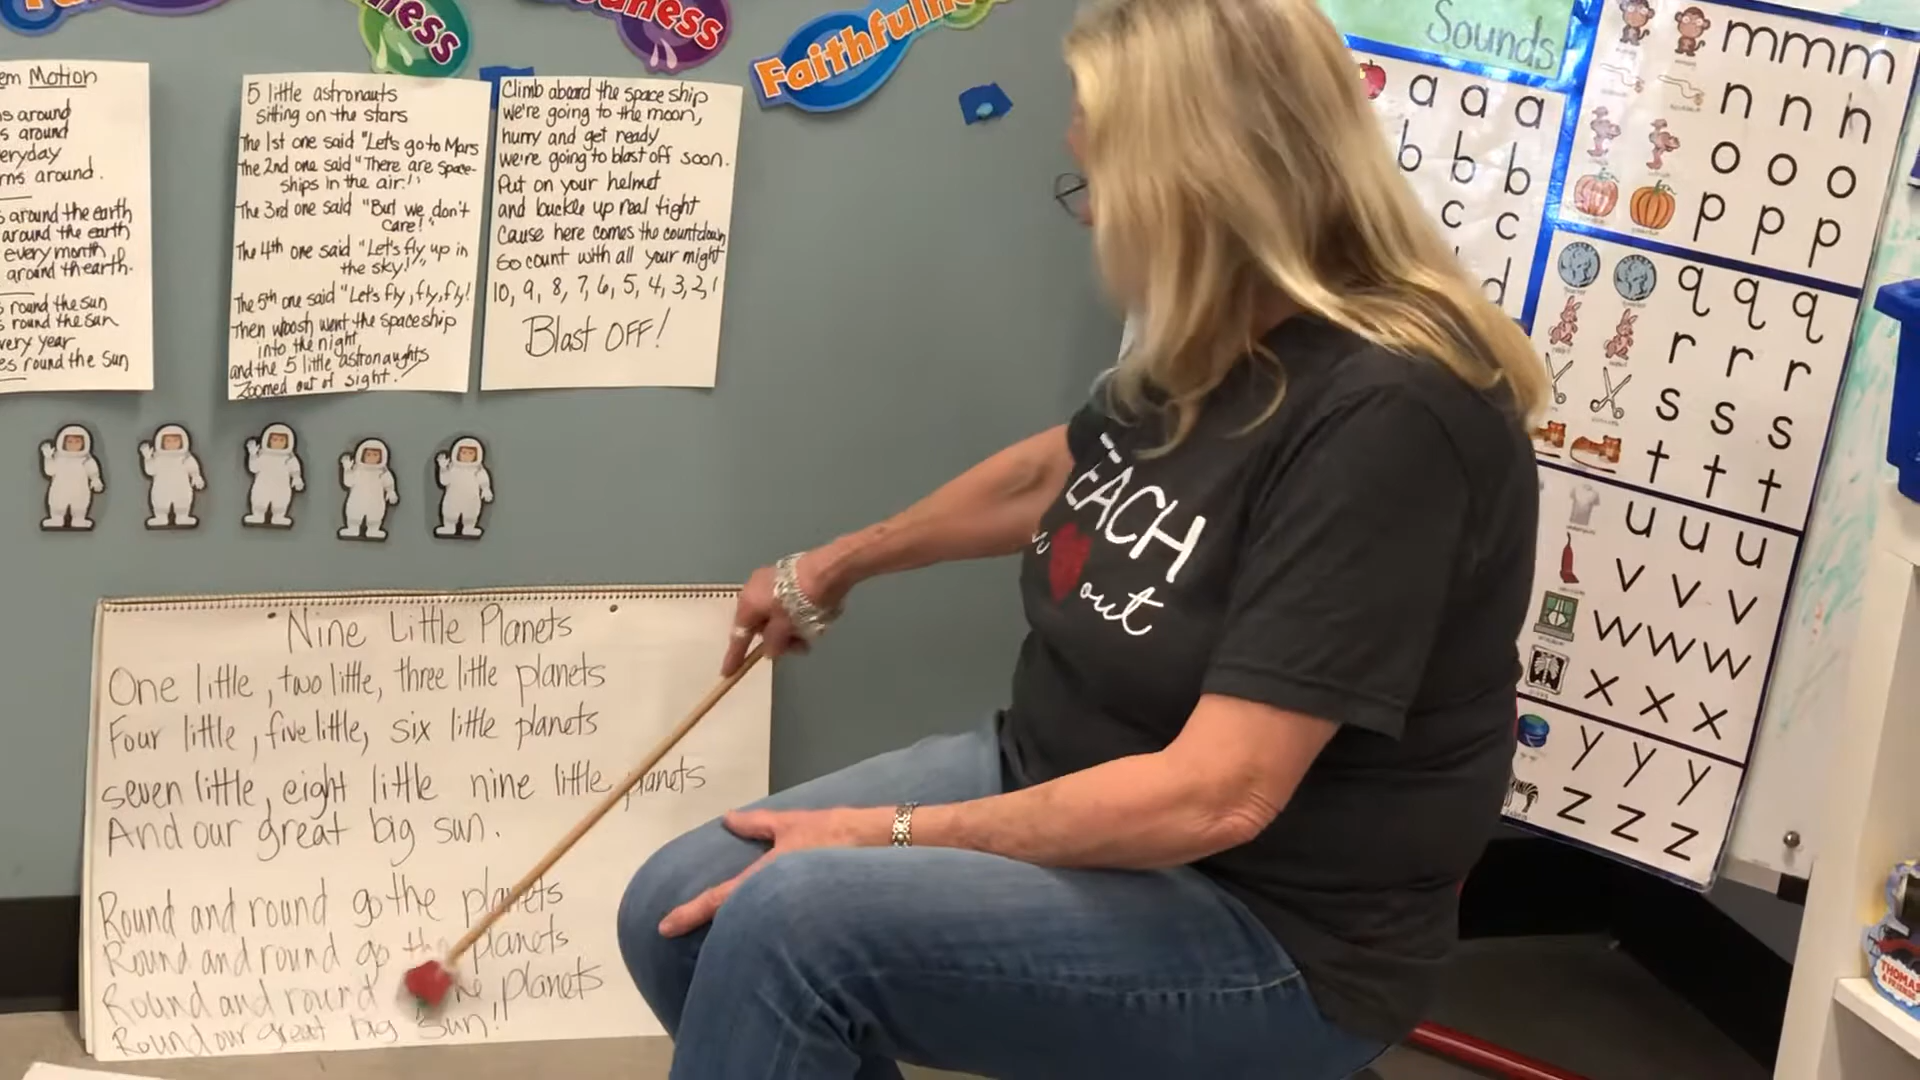 ness
Faithfuln
em Motion
ns around
s around
eryday
rns around.
s around the earth
around the earth
every month
around the earth.
s round the sun
s round the sun
very year
es round the sun
5 little astronauts
sitting on the stars
The 1st one said "Let's go to Mars
The 2nd one said "There are space-
ships in the air!"
The 3rd one said "But we don't
care!"
The 4th one said "Let's fly up in
the sky!"
The 5th one said "Let's fly, fly, fly!
Then whoosh went the spaceship
into the night
and the 5 little astronaughts
Zoomed out of sight.
Climb aboard the space ship
we're going to the moon,
hurry and get ready
we're going to blast off soon.
Put on your helmet
and buckle up real tight
Cause here comes the countdown
so count with all your might
10, 9, 8, 7, 6, 5, 4, 3, 2, 1
Blast OFF!
Nine Little Planets
One little, two little, three little planets
Four little, five little, six little planets
seven little, eight little nine little planets
And our great big sun.
Round and round go the planets
Round and round go the planets
Round and round he planets
Round our great big sun!!
EACH
out
Sounds
a a a
b b b
c c
d
m m m
n n n
o o o
p p p
q q q
r r r
s s s
t t t
u u u
v v v
w w w
x x x
y y y
z z z
THOMAS
& FRIENDS